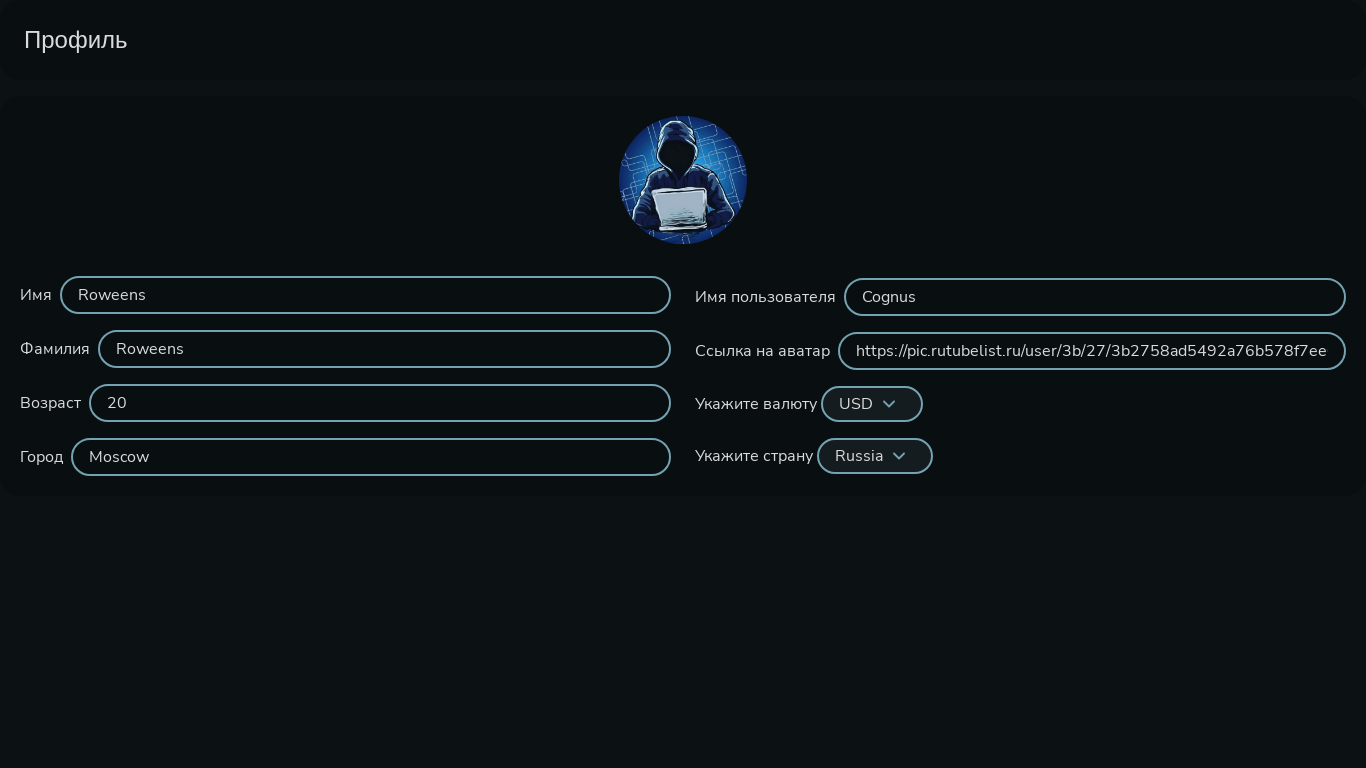 Профиль
Имя Roweens
Фамилия Roweens
Возраст 20
Город Moscow
Имя пользователя Cognus
Ссылка на аватар https://pic.rutubelist.ru/user/3b/27/3b2758ad5492a76b578f7ee
Укажите валюту USD
Укажите страну Russia